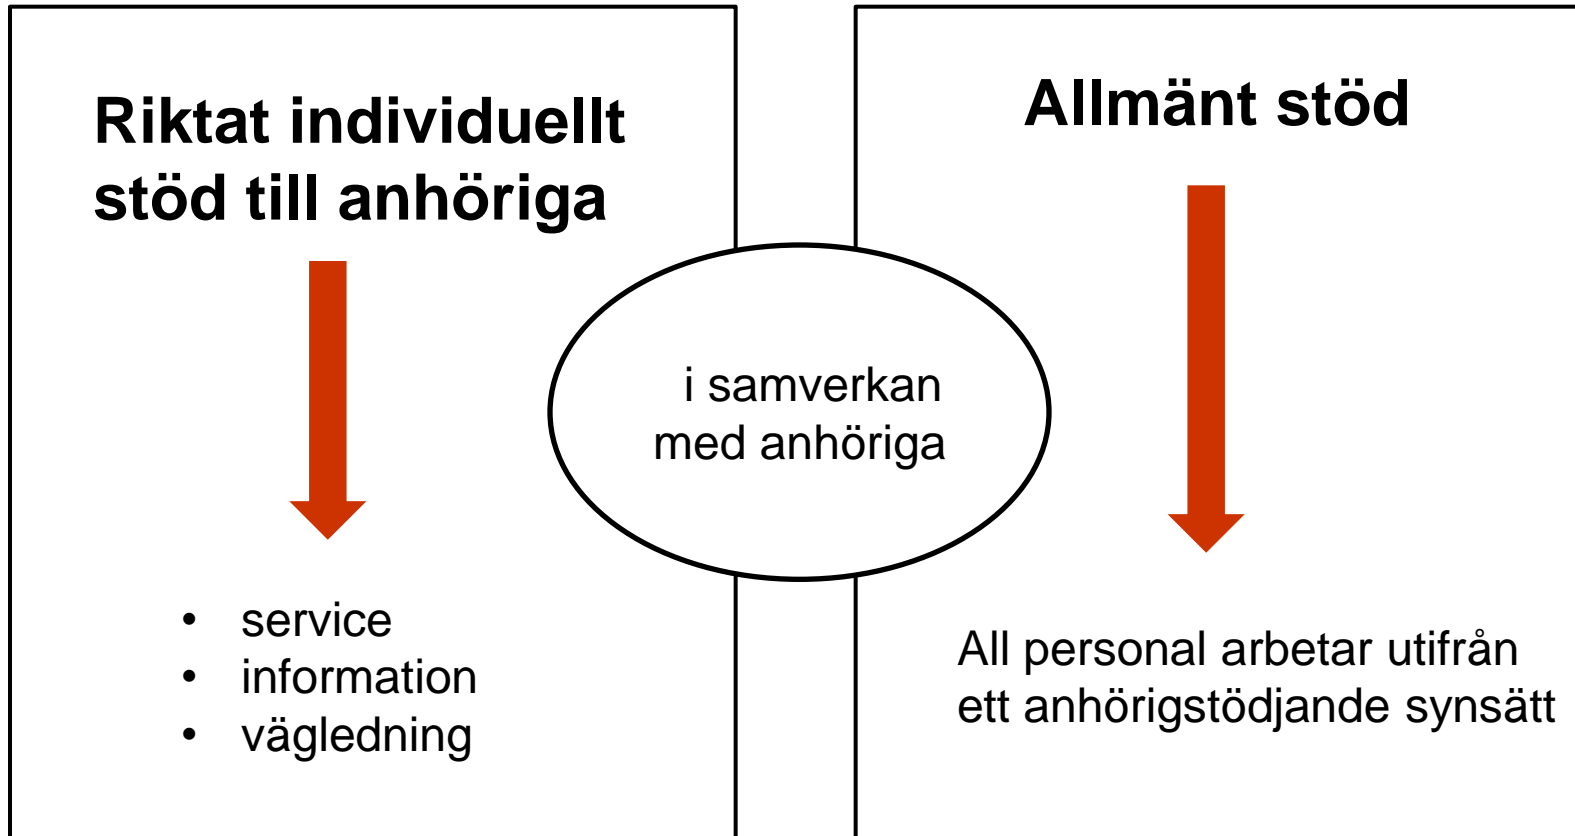 Riktat individuellt
stöd till anhöriga
• service
• information
• vägledning
i samverkan
med anhöriga
Allmänt stöd
All personal arbetar utifrån
ett anhörigstödjande synsätt